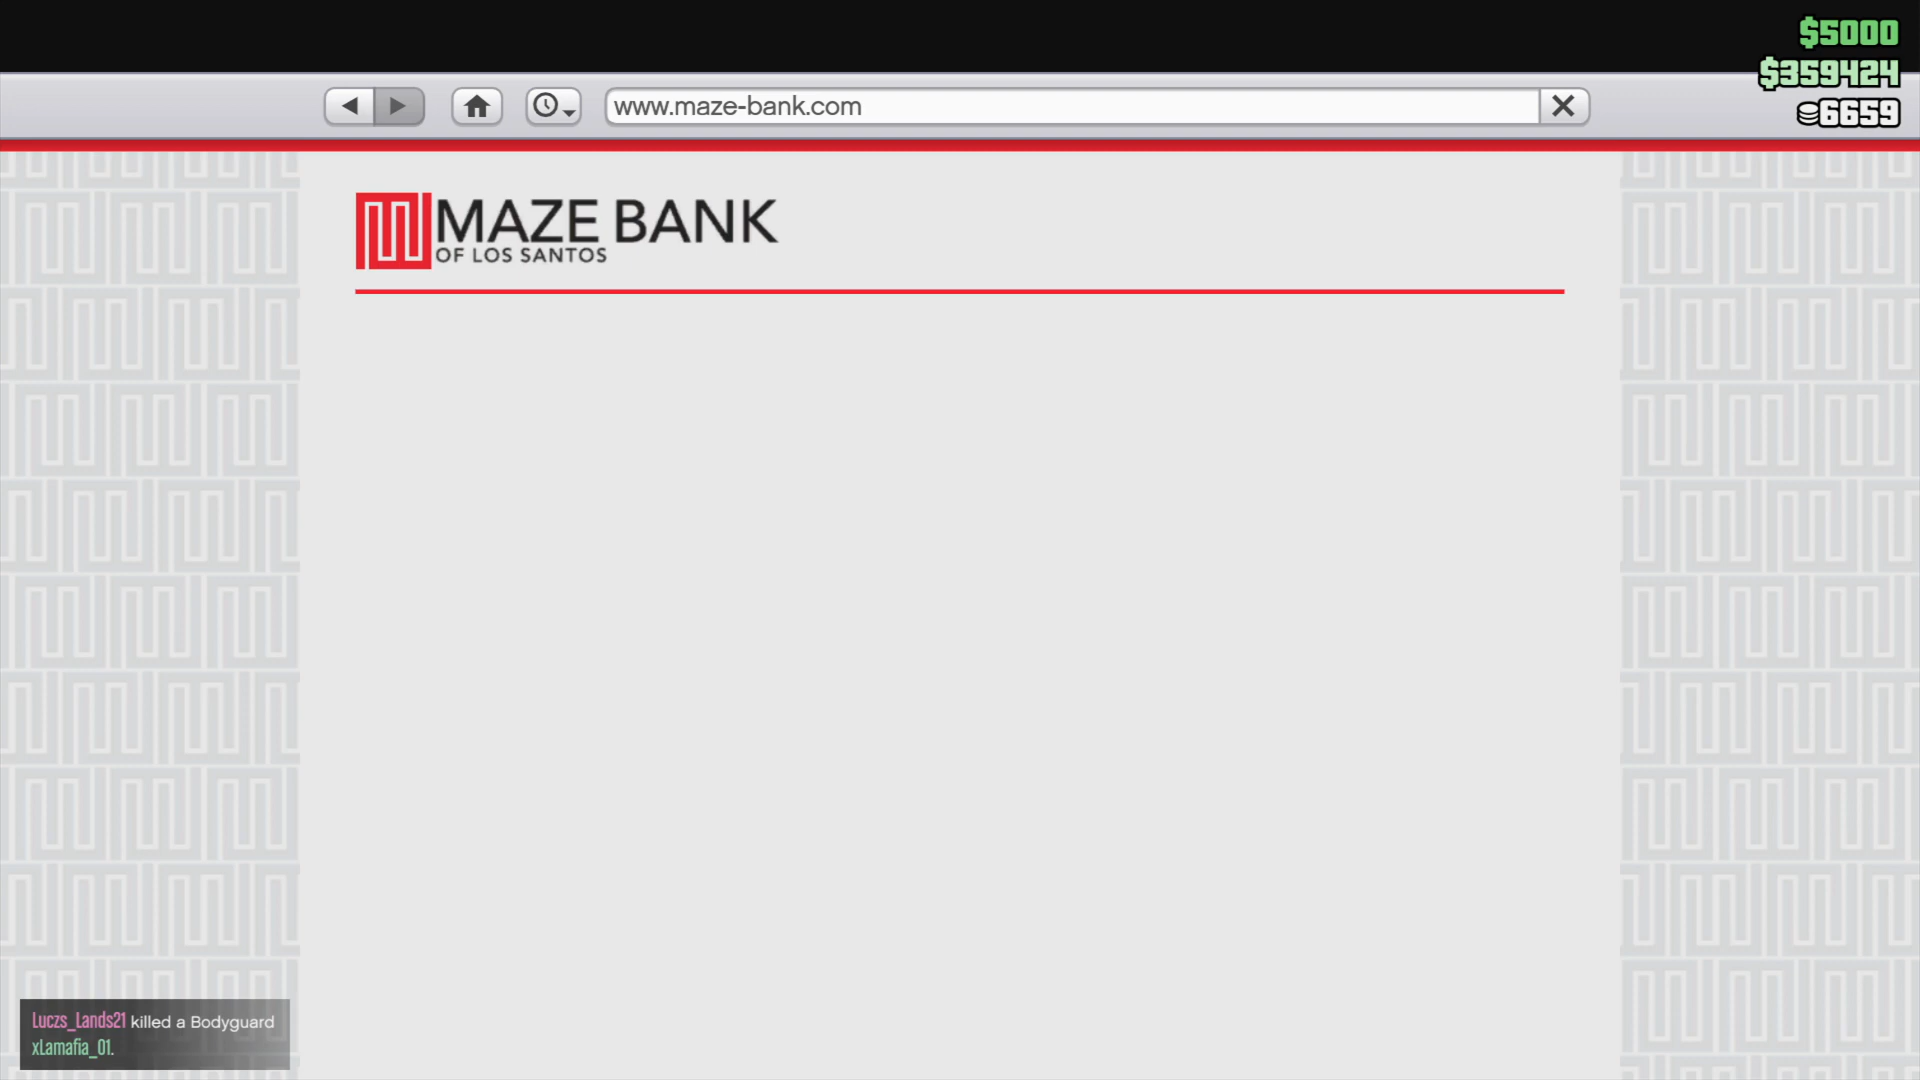 $5000
$359424
6659
www.maze-bank.com
MAZE BANK
OF LOS SANTOS
Luczs_Lands21 killed a Bodyguard
xLamafia_01.